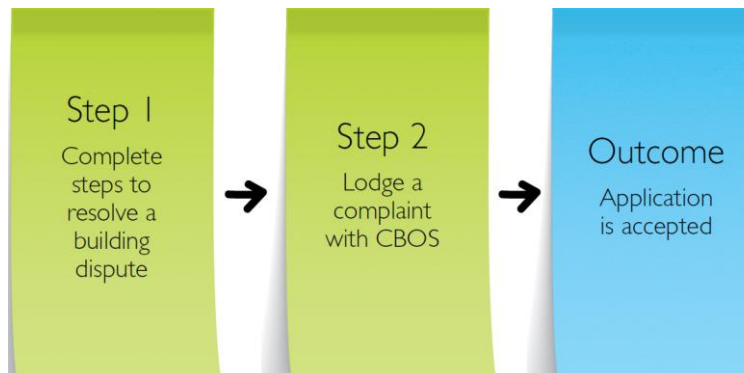 Step 1
Complete
steps to
resolve a
building
dispute
Step 2
Lodge a
complaint
with CBOS
Outcome
Application
is accepted